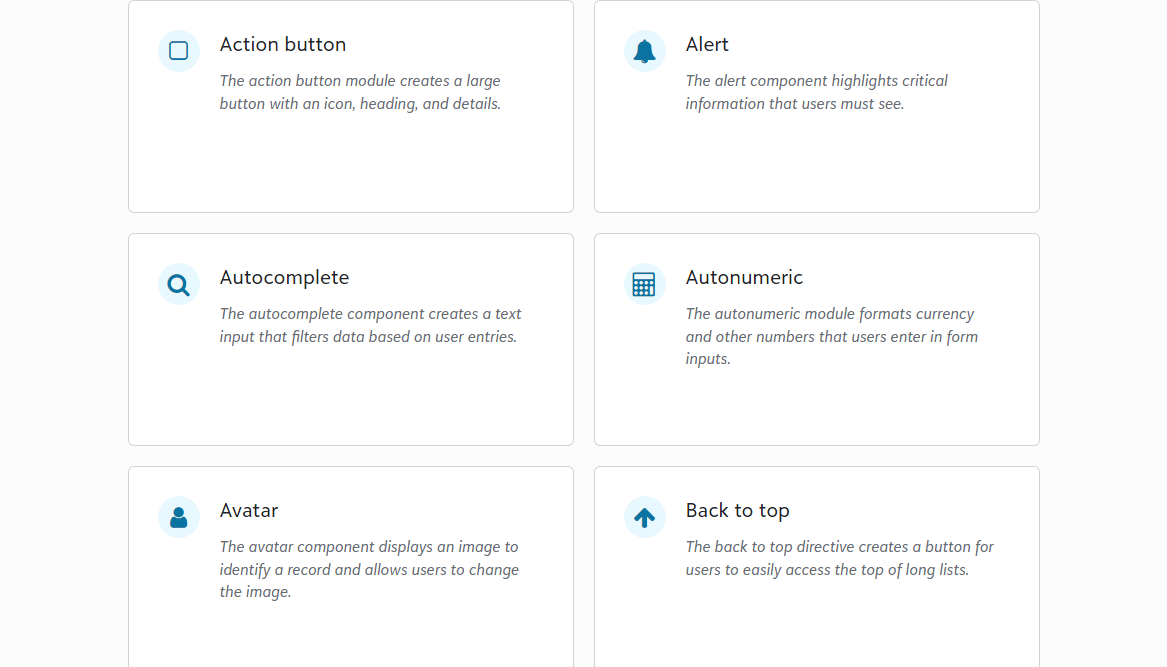 Action button
The action button module creates a large
button with an icon, heading, and details.
Alert
The alert component highlights critical
information that users must see.
Autocomplete
The autocomplete component creates a text
input that filters data based on user entries.
Autonumeric
The autonumeric module formats currency
and other numbers that users enter in form
inputs.
Avatar
The avatar component displays an image to
identify a record and allows users to change
the image.
Back to top
The back to top directive creates a button for
users to easily access the top of long lists.